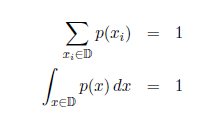 ∑_{x_i∈𝔻} p(x_i) = 1
∫_{x∈𝔻} p(x) dx = 1